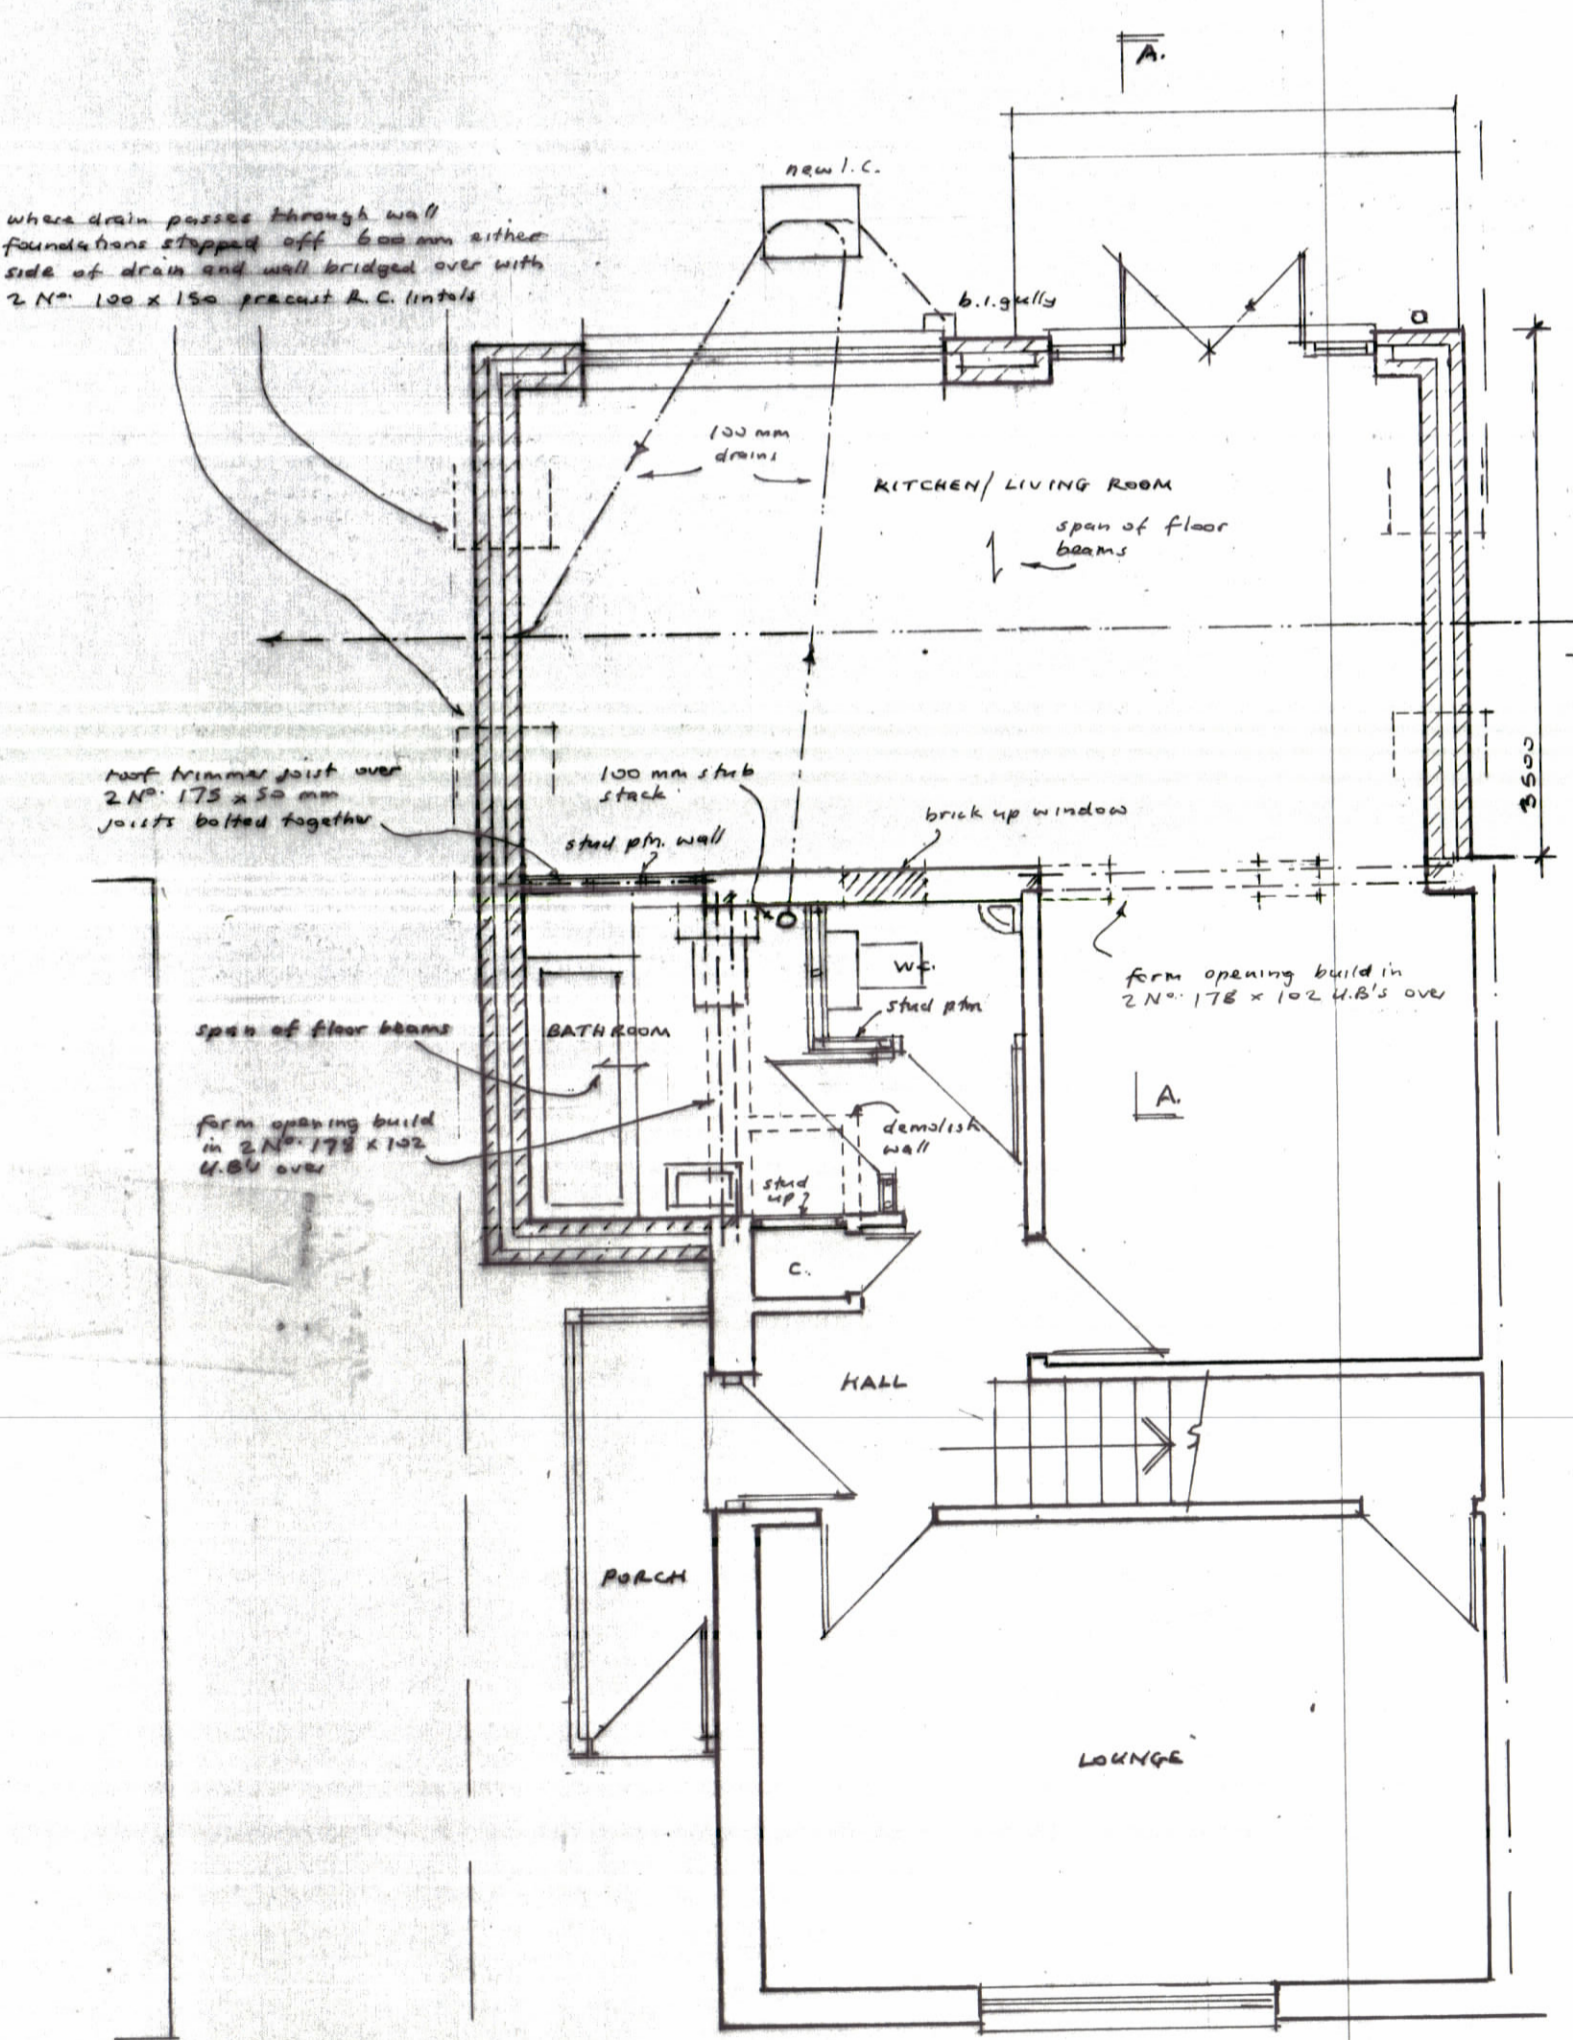 A.
new I.C.
where drain passes through wall
foundations stopped off 600 mm either
side of drain and wall bridged over with
2 No. 100 x 150 precast R.C. lintols
b.i.gully
100 mm
drains
KITCHEN/ LIVING ROOM
span of floor
beams
3500
roof trimmer joist over
2 No. 175 x 50 mm
joists bolted together
100 mm stub
stack
stud ptn. wall
brick up window
W.C.
form opening build in
2 No. 178 x 102 U.B's over
stud ptn
span of floor beams
BATHROOM
A.
form opening build
in 2 No. 178 x 102
U.B's over
demolish
wall
stud
up
C.
HALL
PORCH
LOUNGE